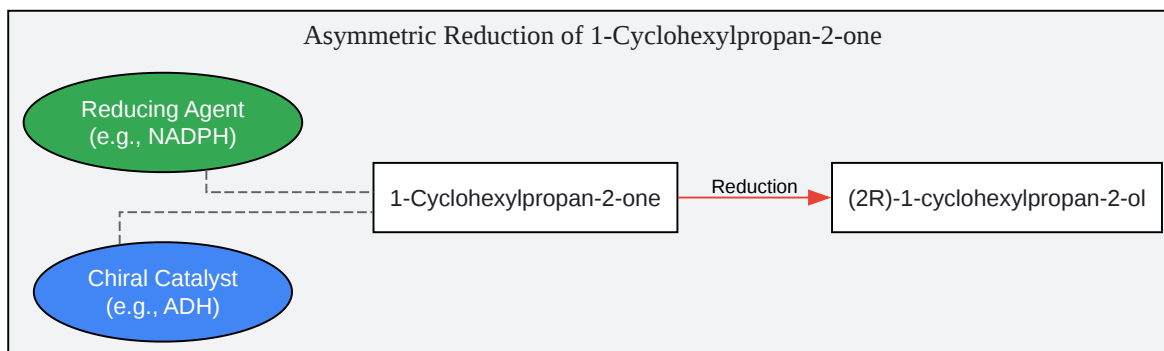 Asymmetric Reduction of 1-Cyclohexylpropan-2-one
Reducing Agent
(e.g., NADPH)
1-Cyclohexylpropan-2-one
Reduction
(2R)-1-cyclohexylpropan-2-ol
Chiral Catalyst
(e.g., ADH)